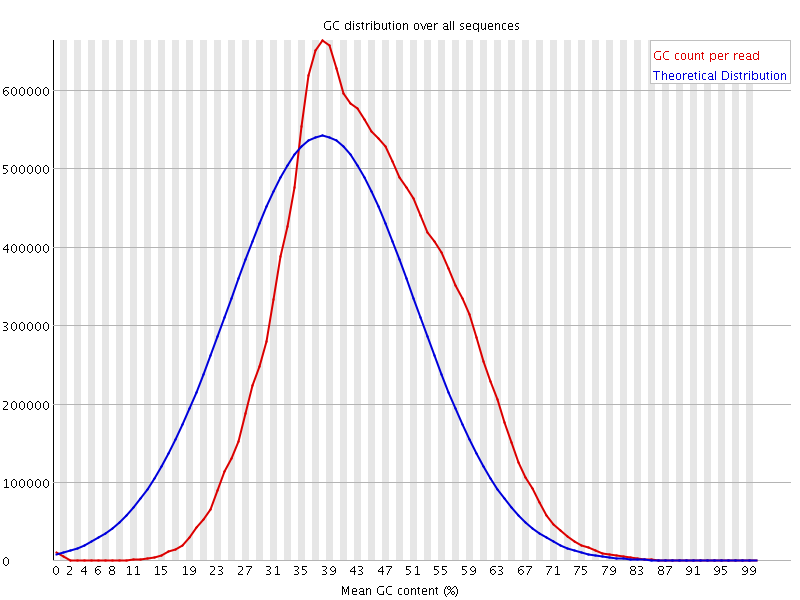 GC distribution over all sequences
GC count per read
Theoretical Distribution
600000
500000
400000
300000
200000
100000
0
0 2 4 6 8 11 15 19 23 27 31 35 39 43 47 51 55 59 63 67 71 75 79 83 87 91 95 99
Mean GC content (%)